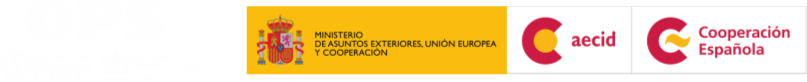 MINISTERIO
DE ASUNTOS EXTERIORES, UNIÓN EUROPEA
Y COOPERACIÓN
aecid
Cooperación
Española